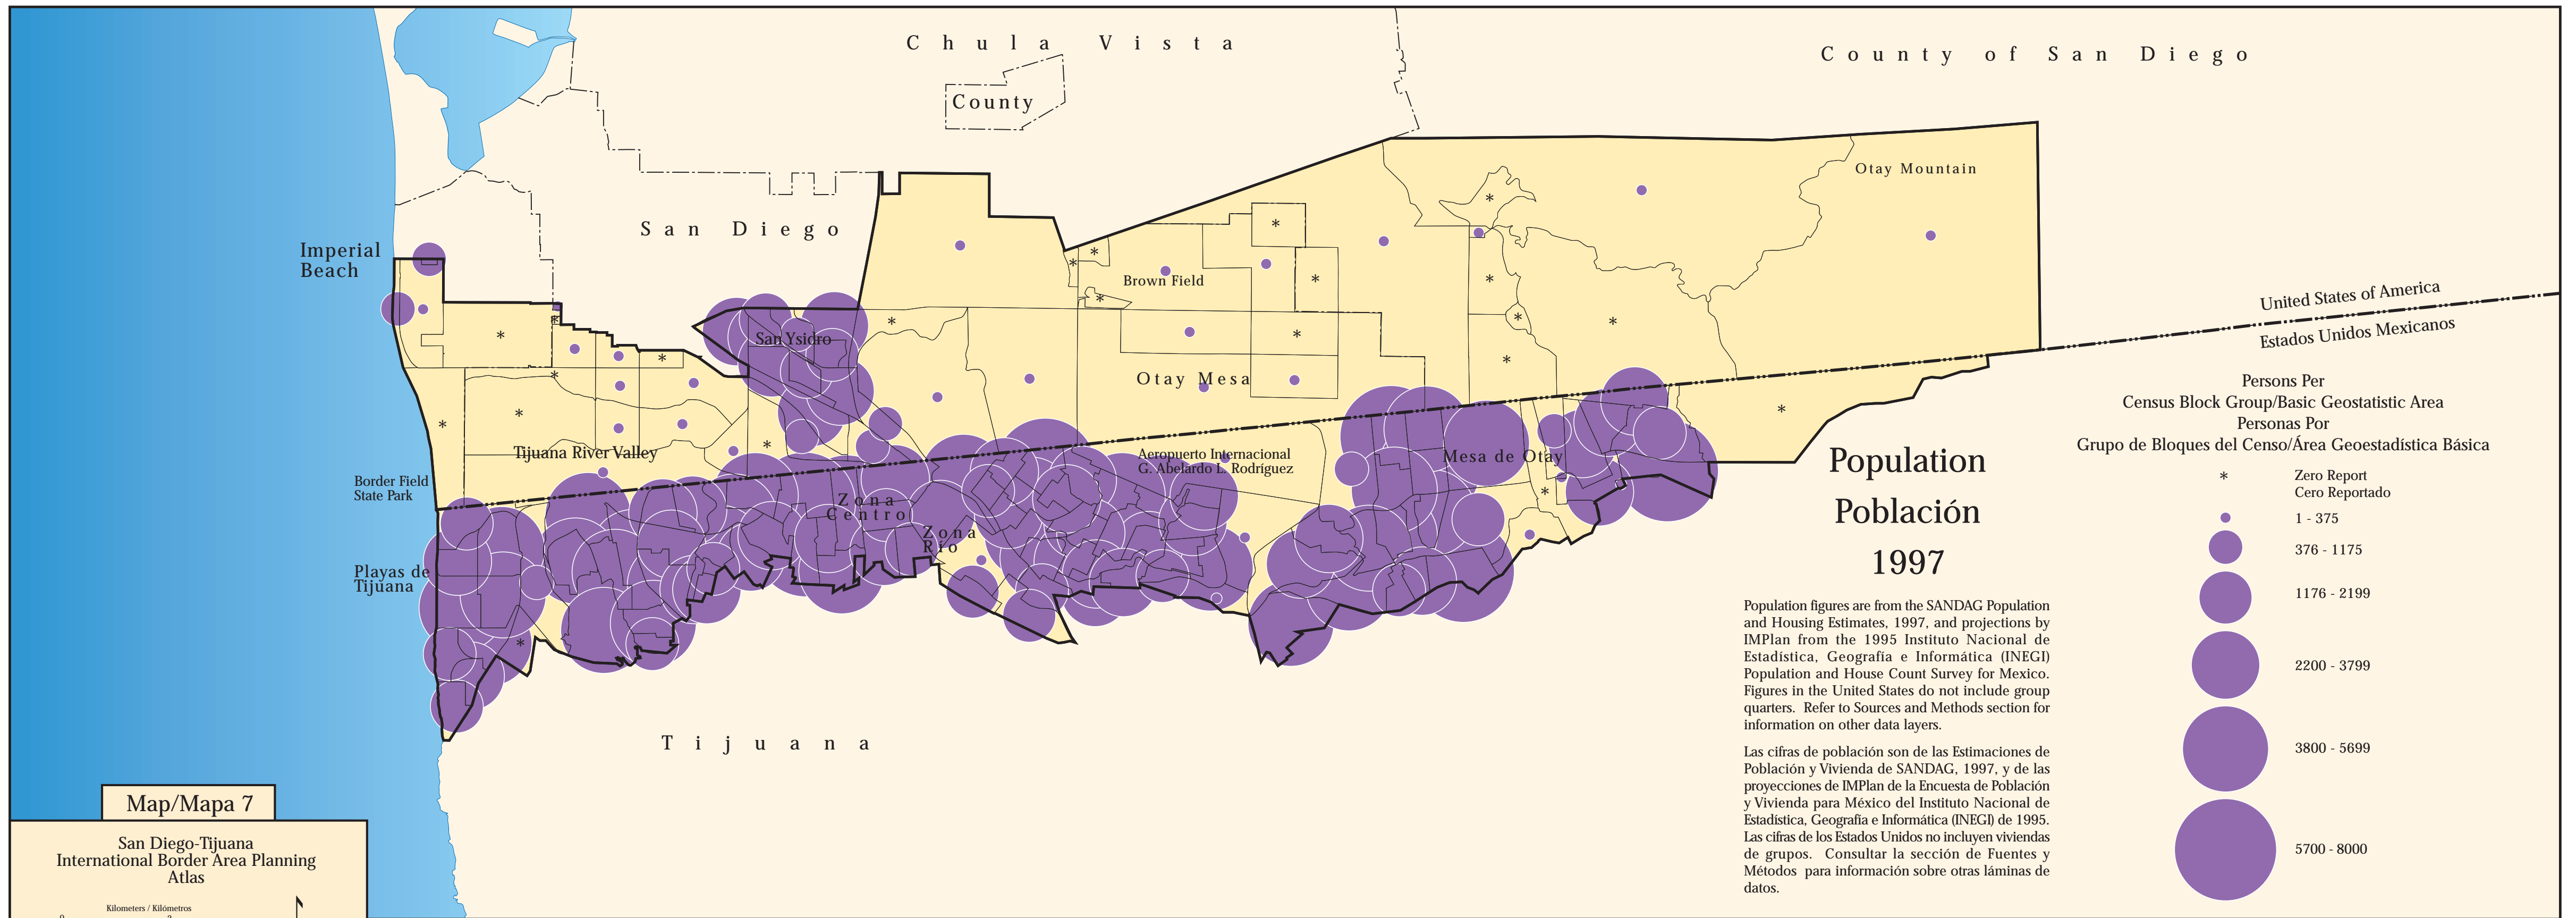 Chula Vista
County of San Diego
County
Otay Mountain
San Diego
Imperial
Beach
Brown Field
United States of America
Estados Unidos Mexicanos
San Ysidro
Otay Mesa
Tijuana River Valley
Aeropuerto Internacional
G. Abelardo L. Rodríguez
Mesa de Otay
Border Field
State Park
Zona
Centro
Zona
Río
Playas de
Tijuana
Tijuana
Population
Población
1997
Population figures are from the SANDAG Population
and Housing Estimates, 1997, and projections by
IMPlan from the 1995 Instituto Nacional de
Estadística, Geografía e Informática (INEGI)
Population and House Count Survey for Mexico.
Figures in the United States do not include group
quarters. Refer to Sources and Methods section for
information on other data layers.
Las cifras de población son de las Estimaciones de
Población y Vivienda de SANDAG, 1997, y de las
proyecciones de IMPlan de la Encuesta de Población
y Vivienda para México del Instituto Nacional de
Estadística, Geografía e Informática (INEGI) de 1995.
Las cifras de los Estados Unidos no incluyen viviendas
de grupos. Consultar la sección de Fuentes y
Métodos para información sobre otras láminas de
datos.
Persons Per
Census Block Group/Basic Geostatistic Area
Personas Por
Grupo de Bloques del Censo/Área Geoestadística Básica
* Zero Report
Cero Reportado
1 - 375
376 - 1175
1176 - 2199
2200 - 3799
3800 - 5699
5700 - 8000
Map/Mapa 7
San Diego-Tijuana
International Border Area Planning
Atlas
Kilometers / Kilómetros